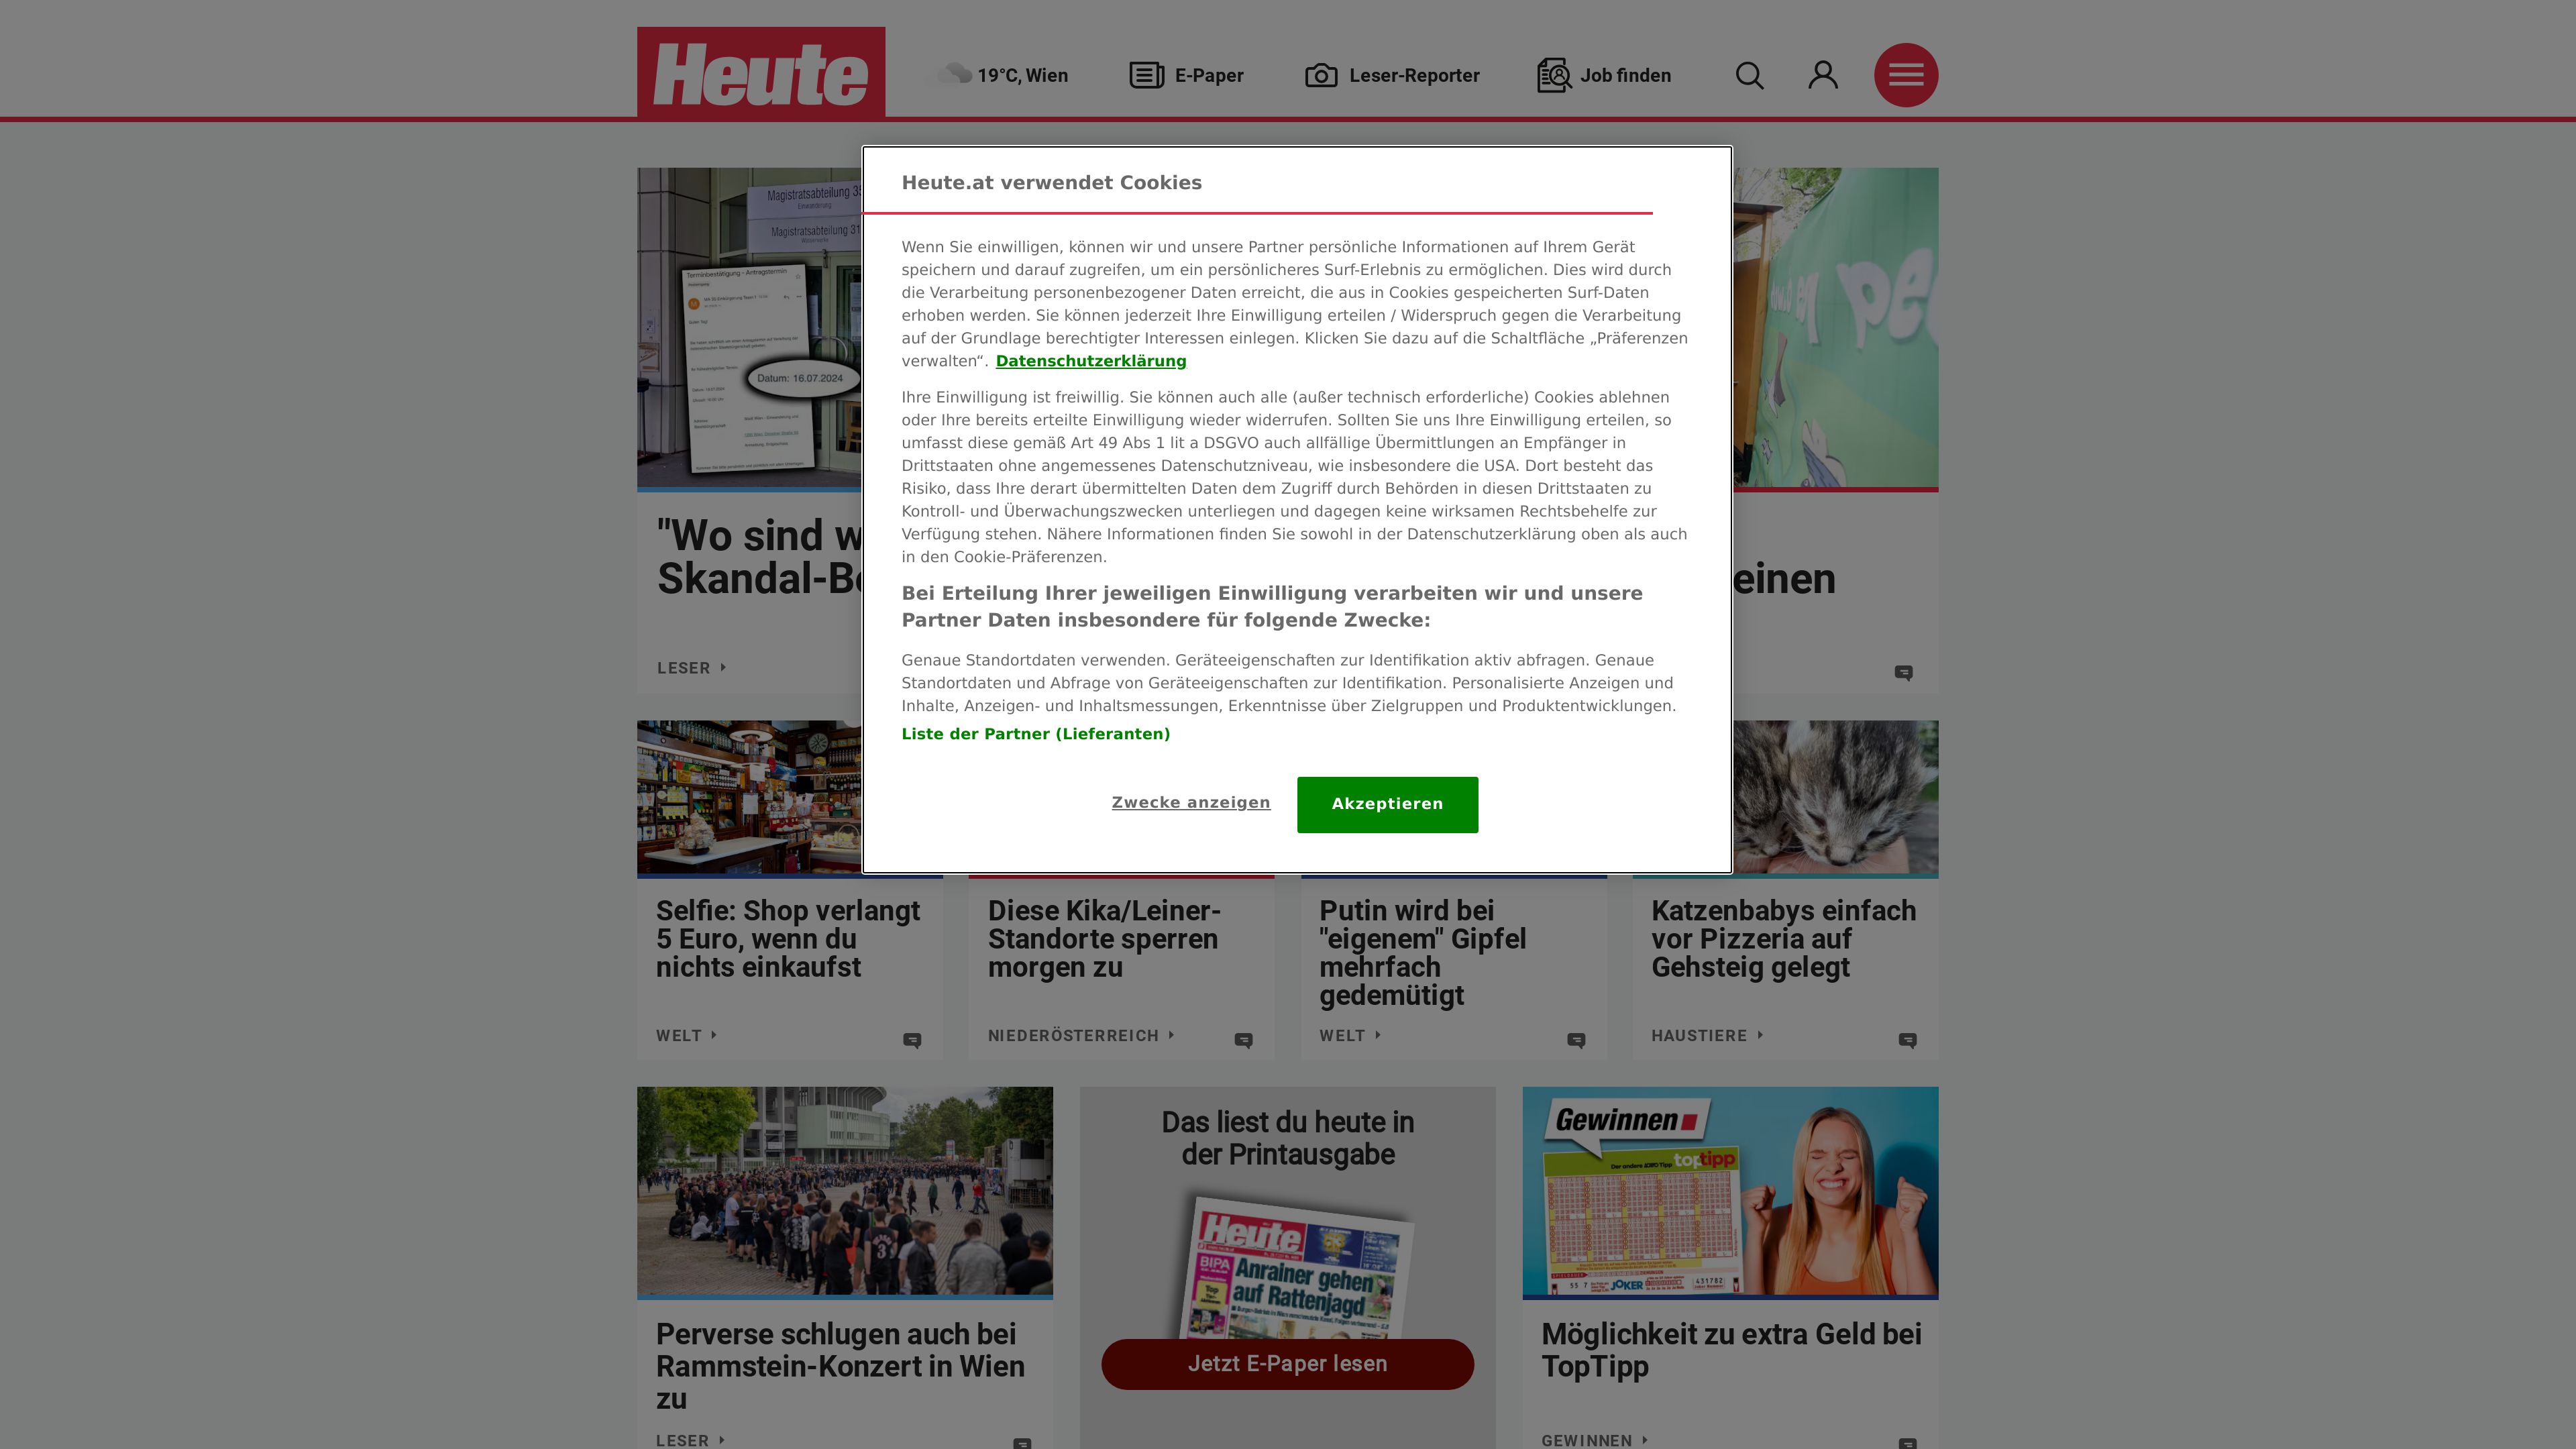 Heute
19°C, Wien
E-Paper
Leser-Reporter
Job finden
Heute.at verwendet Cookies
Wenn Sie einwilligen, können wir und unsere Partner persönliche Informationen auf Ihrem Gerät
speichern und darauf zugreifen, um ein persönlicheres Surf-Erlebnis zu ermöglichen. Dies wird durch
die Verarbeitung personenbezogener Daten erreicht, die aus in Cookies gespeicherten Surf-Daten
erhoben werden. Sie können jederzeit Ihre Einwilligung erteilen / Widerspruch gegen die Verarbeitung
auf der Grundlage berechtigter Interessen einlegen. Klicken Sie dazu auf die Schaltfläche „Präferenzen
verwalten“. Datenschutzerklärung
Ihre Einwilligung ist freiwillig. Sie können auch alle (außer technisch erforderliche) Cookies ablehnen
oder Ihre bereits erteilte Einwilligung wieder widerrufen. Sollten Sie uns Ihre Einwilligung erteilen, so
umfasst diese gemäß Art 49 Abs 1 lit a DSGVO auch allfällige Übermittlungen an Empfänger in
Drittstaaten ohne angemessenes Datenschutzniveau, wie insbesondere die USA. Dort besteht das
Risiko, dass Ihre derart übermittelten Daten dem Zugriff durch Behörden in diesen Drittstaaten zu
Kontroll- und Überwachungszwecken unterliegen und dagegen keine wirksamen Rechtsbehelfe zur
Verfügung stehen. Nähere Informationen finden Sie sowohl in der Datenschutzerklärung oben als auch
in den Cookie-Präferenzen.
Bei Erteilung Ihrer jeweiligen Einwilligung verarbeiten wir und unsere
Partner Daten insbesondere für folgende Zwecke:
Genaue Standortdaten verwenden. Geräteeigenschaften zur Identifikation aktiv abfragen. Genaue
Standortdaten und Abfrage von Geräteeigenschaften zur Identifikation. Personalisierte Anzeigen und
Inhalte, Anzeigen- und Inhaltsmessungen, Erkenntnisse über Zielgruppen und Produktentwicklungen.
Liste der Partner (Lieferanten)
Zwecke anzeigen
Akzeptieren
Magistratsabteilung 35
Einwanderung
Magistratsabteilung 31
Terminbestätigung - Antragstermin
Datum: 16.07.2024
"Wo sind w
Skandal-Be
LESER
einen
Selfie: Shop verlangt
5 Euro, wenn du
nichts einkaufst
WELT
Diese Kika/Leiner-
Standorte sperren
morgen zu
NIEDERÖSTERREICH
Putin wird bei
"eigenem" Gipfel
mehrfach
gedemütigt
WELT
Katzenbabys einfach
vor Pizzeria auf
Gehsteig gelegt
HAUSTIERE
Perverse schlugen auch bei
Rammstein-Konzert in Wien
zu
LESER
Das liest du heute in
der Printausgabe
Heute
BIPA
Anrainer gehen
auf Rattenjagd
Jetzt E-Paper lesen
Gewinnen
Der andere LOTTO Tipp toptipp
JOKER
431782
Möglichkeit zu extra Geld bei
TopTipp
GEWINNEN